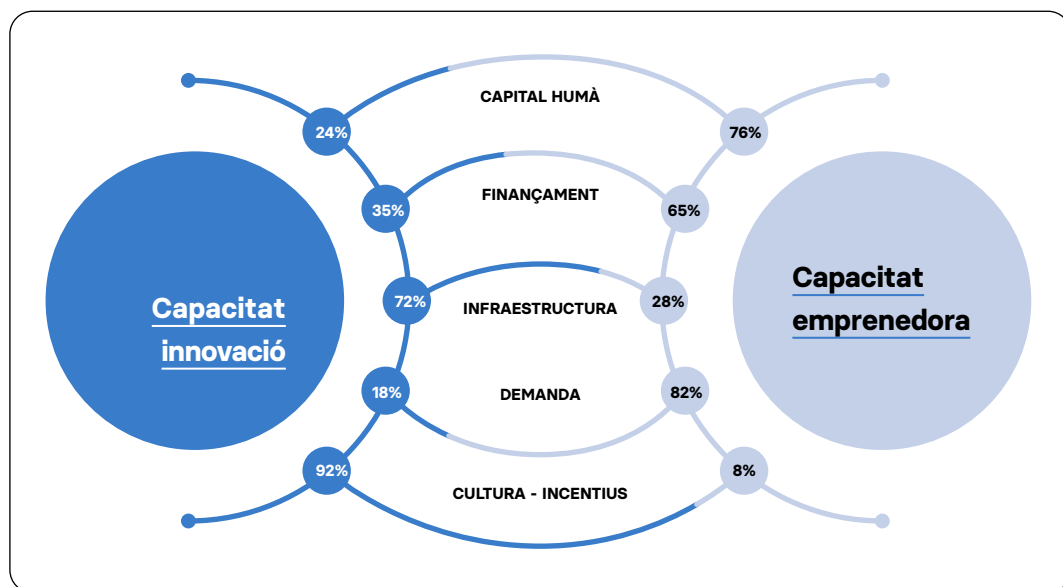 CAPITAL HUMÀ
24%
76%
FINANÇAMENT
35%
65%
Capacitat
innovació
72%
INFRAESTRUCTURA
28%
Capacitat
emprenedora
18%
DEMANDA
82%
92%
CULTURA - INCENTIUS
8%